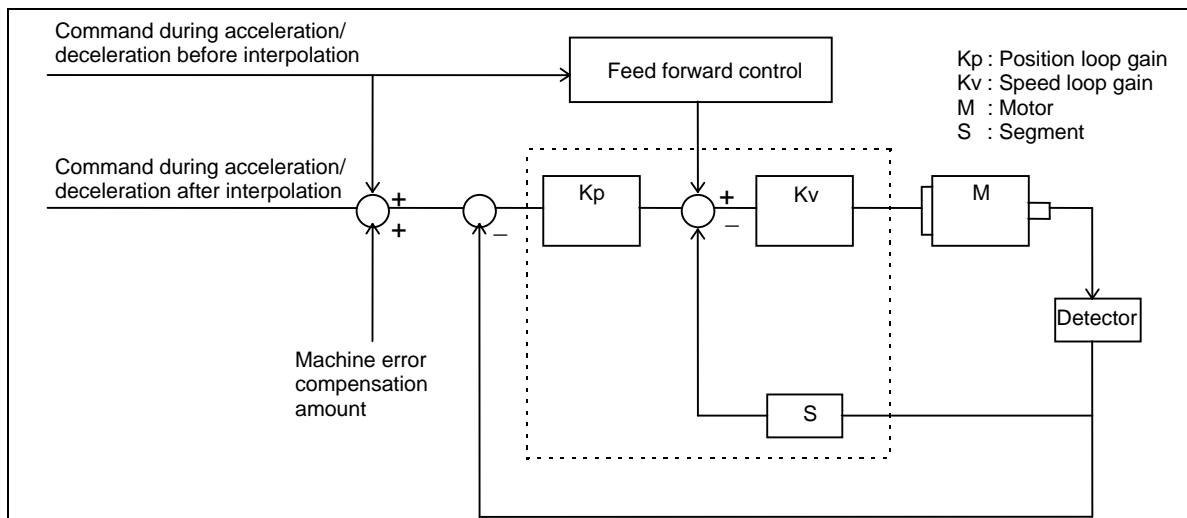 Command during acceleration/
deceleration before interpolation
Feed forward control
Kp : Position loop gain
Kv : Speed loop gain
M : Motor
S : Segment
Command during acceleration/
deceleration after interpolation
+
+
−
Kp
+
−
Kv
M
Detector
Machine error
compensation
amount
S